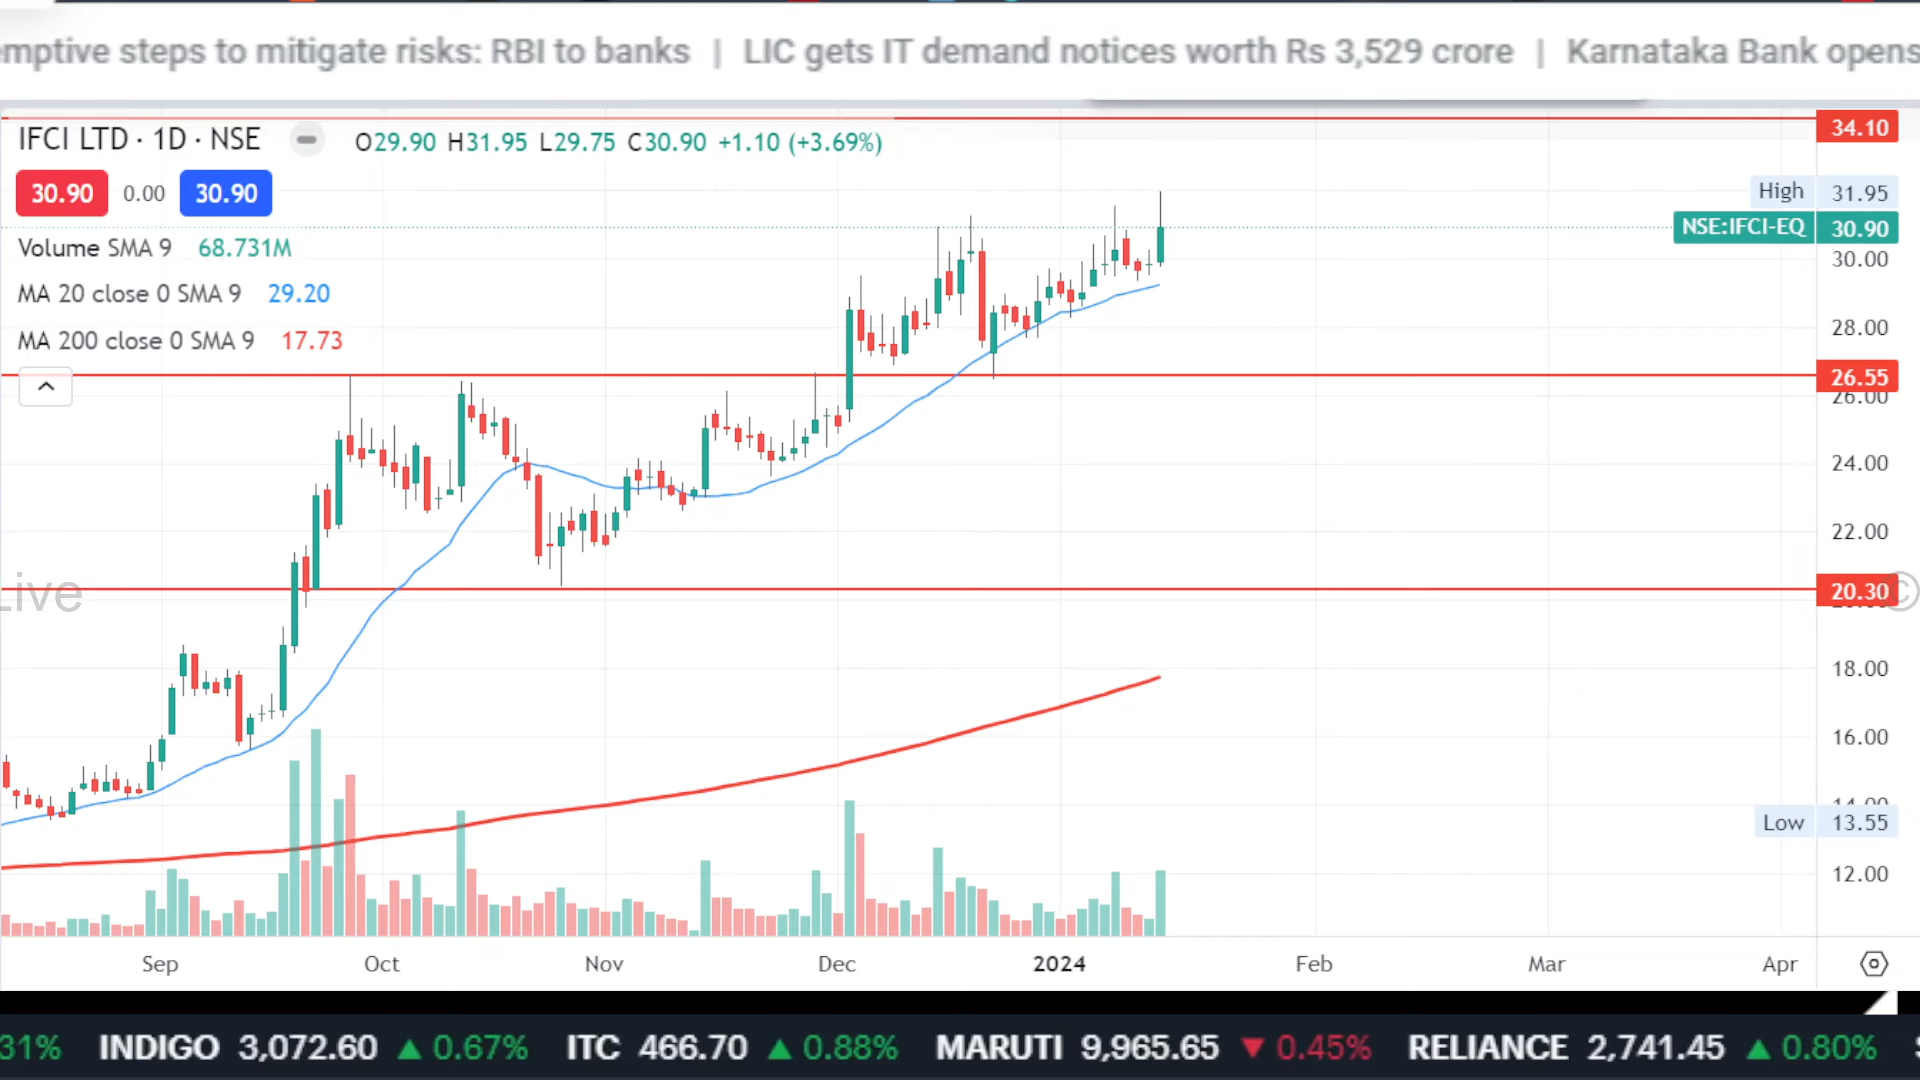 emptive steps to mitigate risks: RBI to banks | LIC gets IT demand notices worth Rs 3,529 crore | Karnataka Bank opens
IFCI LTD · 1D · NSE O29.90 H31.95 L29.75 C30.90 +1.10 (+3.69%)
30.90 0.00 30.90
Volume SMA 9 68.731M
MA 20 close 0 SMA 9 29.20
MA 200 close 0 SMA 9 17.73
34.10
High 31.95
NSE:IFCI-EQ 30.90
30.00
28.00
26.55
26.00
24.00
22.00
20.30
18.00
16.00
14.00
Low 13.55
12.00
Live ©
Sep Oct Nov Dec 2024 Feb Mar Apr
31% INDIGO 3,072.60 ▲ 0.67% ITC 466.70 ▲ 0.88% MARUTI 9,965.65 ▼ 0.45% RELIANCE 2,741.45 ▲ 0.80%